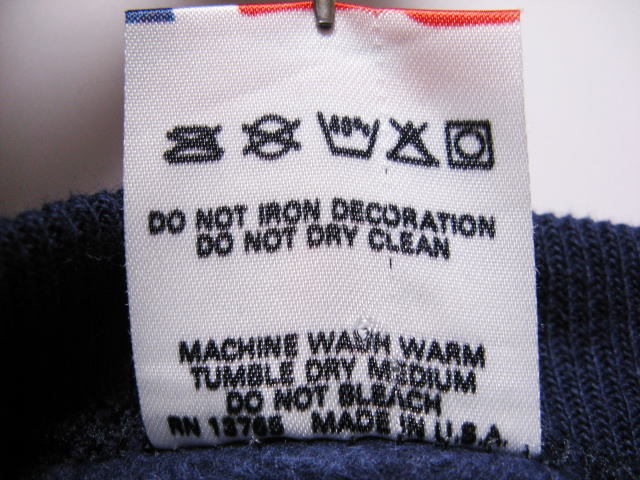 40°c
DO NOT IRON DECORATION
DO NOT DRY CLEAN
MACHINE WASH WARM
TUMBLE DRY MEDIUM
DO NOT BLEACH
RN 13765 MADE IN U.S.A.